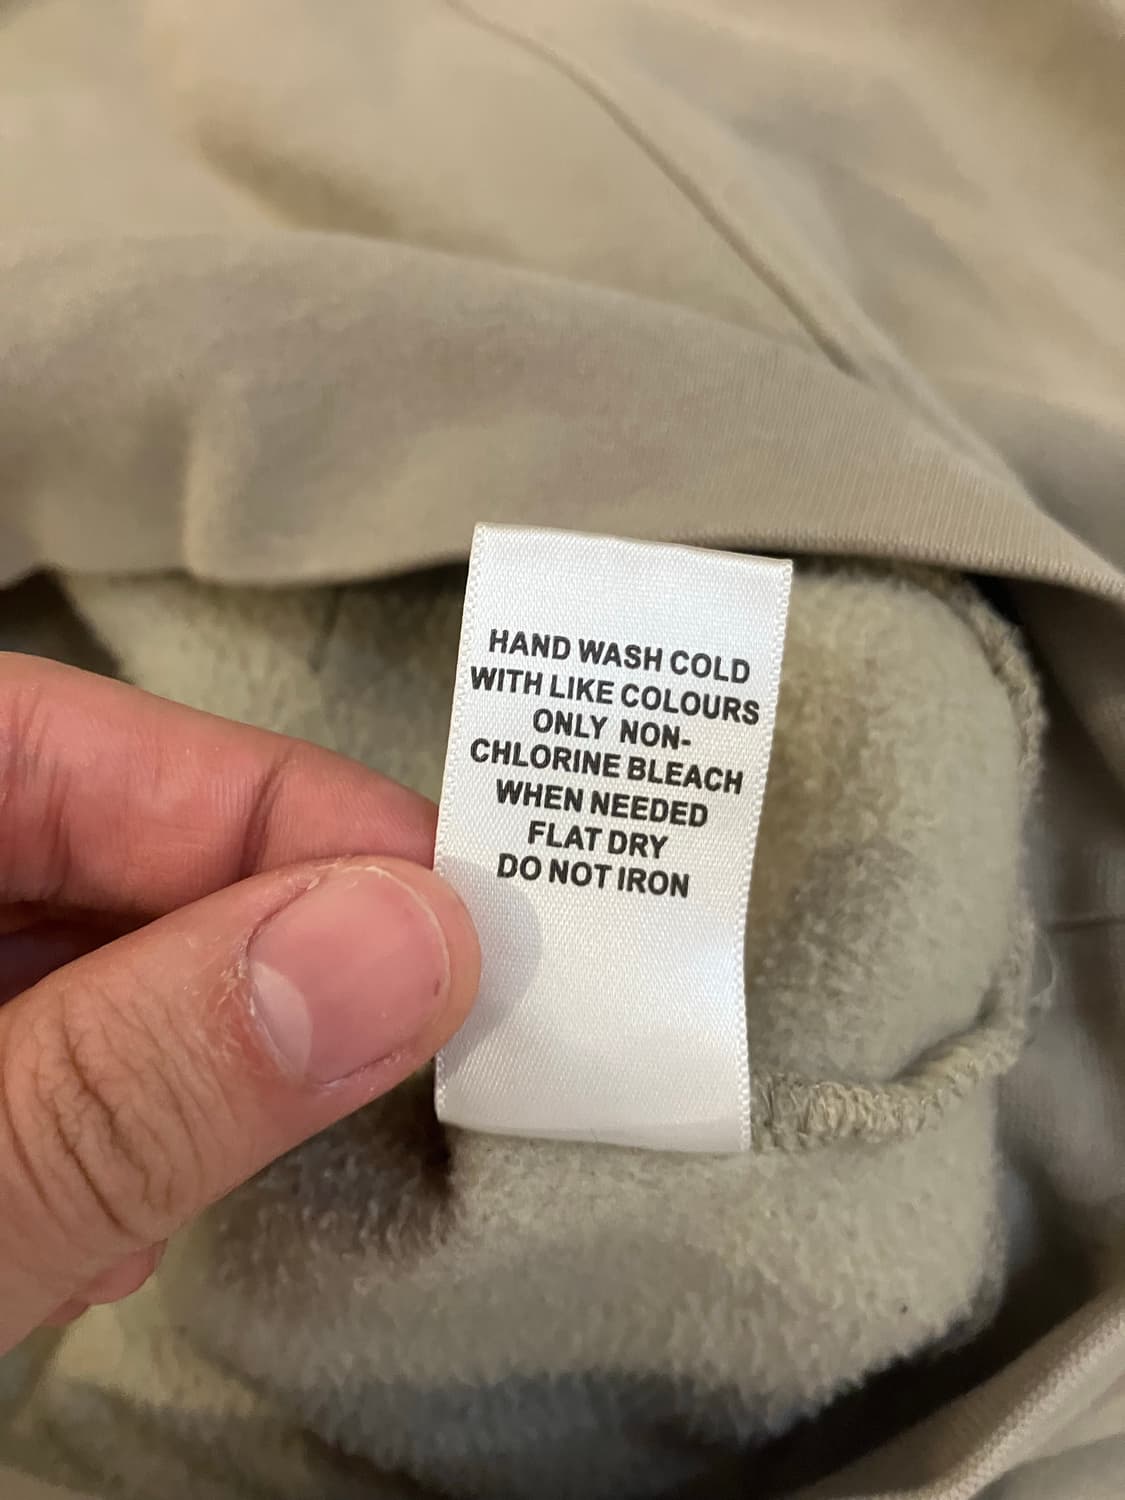 HAND WASH COLD
WITH LIKE COLOURS
ONLY NON-
CHLORINE BLEACH
WHEN NEEDED
FLAT DRY
DO NOT IRON